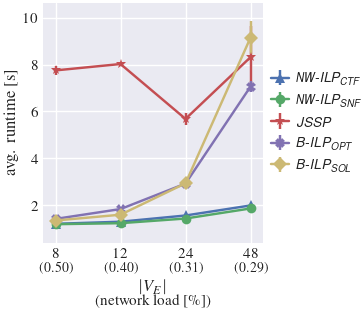 avg. runtime [s]
10
8
6
4
2
8 12 24 48
(0.50) (0.40) (0.31) (0.29)
|V_E|
(network load [%])
NW-ILP_CTF
NW-ILP_SNF
JSSP
B-ILP_OPT
B-ILP_SOL